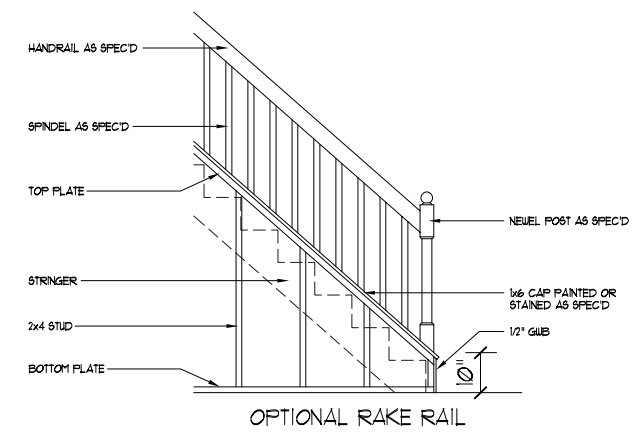 HANDRAIL AS SPEC'D
SPINDEL AS SPEC'D
TOP PLATE
NEWEL POST AS SPEC'D
STRINGER
1x6 CAP PAINTED OR
STAINED AS SPEC'D
2x4 STUD
1/2" GWB
BOTTOM PLATE
10"
OPTIONAL RAKE RAIL